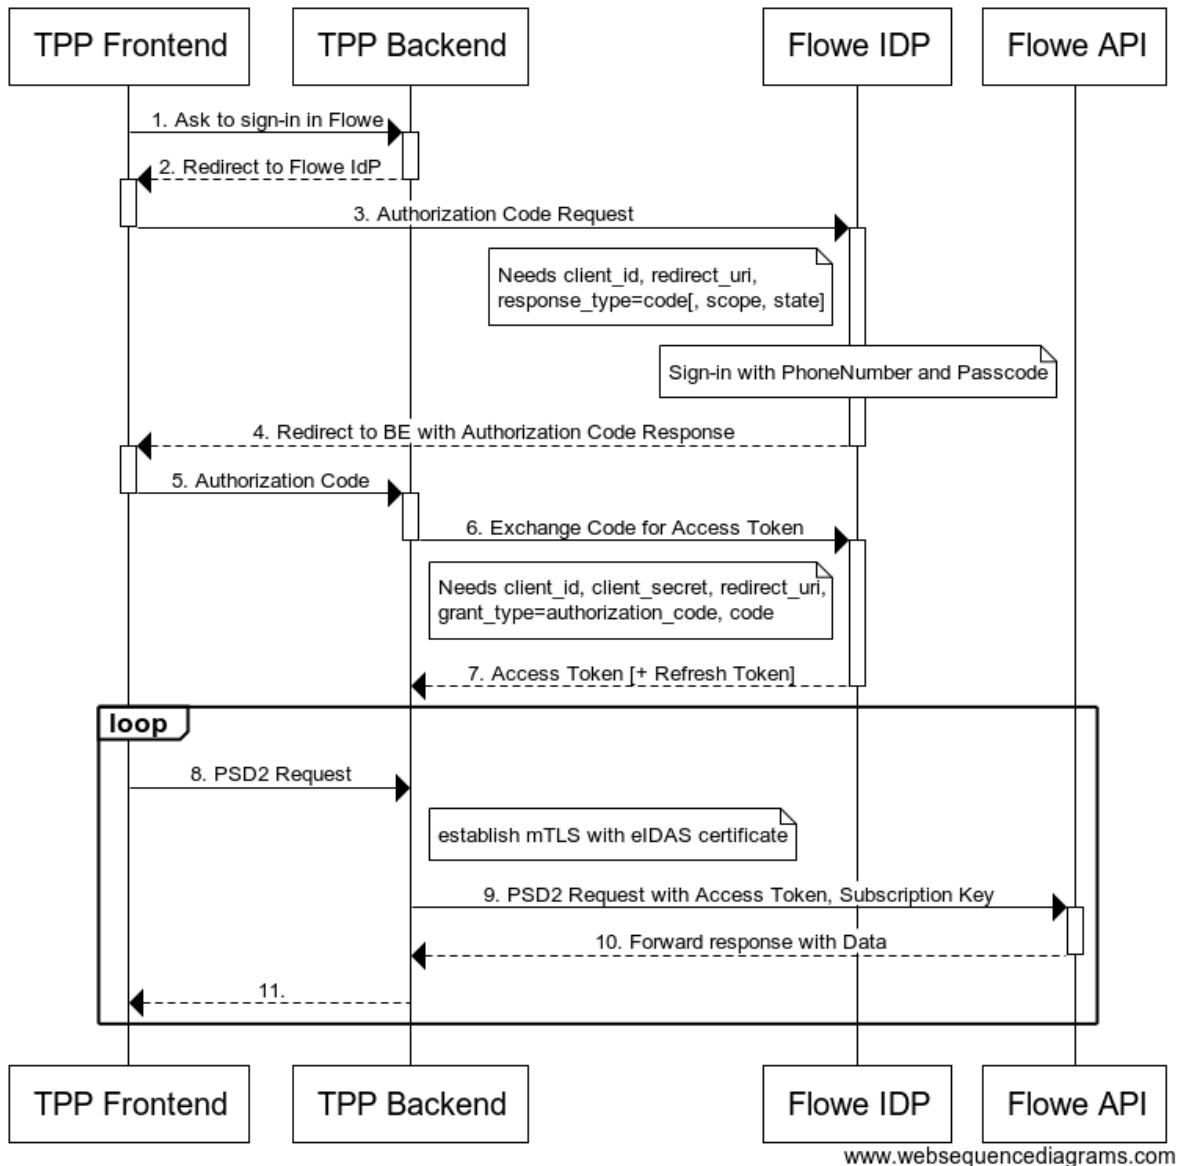 TPP Frontend
TPP Backend
Flowe IDP
Flowe API
1. Ask to sign-in in Flowe
2. Redirect to Flowe IdP
3. Authorization Code Request
Needs client_id, redirect_uri,
response_type=code[, scope, state]
Sign-in with PhoneNumber and Passcode
4. Redirect to BE with Authorization Code Response
5. Authorization Code
6. Exchange Code for Access Token
Needs client_id, client_secret, redirect_uri,
grant_type=authorization_code, code
7. Access Token [+ Refresh Token]
loop
8. PSD2 Request
establish mTLS with eIDAS certificate
9. PSD2 Request with Access Token, Subscription Key
10. Forward response with Data
11.
TPP Frontend
TPP Backend
Flowe IDP
Flowe API
www.websequencediagrams.com